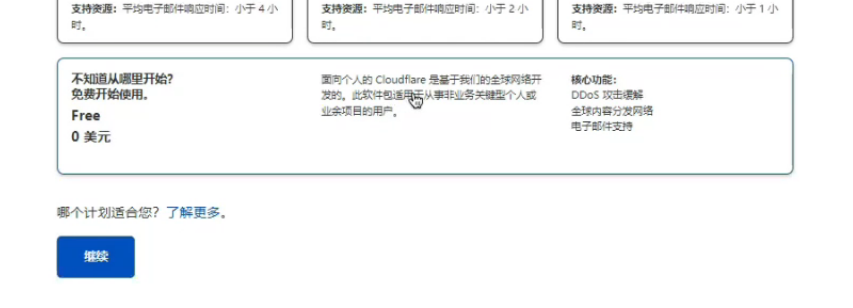 支持资源：平均电子邮件响应时间：小于 4 小
时。
支持资源：平均电子邮件响应时间：小于 2 小
时。
支持资源：平均电子邮件响应时间：小于 1 小
时。
不知道从哪里开始？
免费开始使用。
Free
0 美元
面向个人的 Cloudflare 是基于我们的全球网络开
发的。此软件包适用于从事非业务关键型个人或
业余项目的用户。
核心功能：
DDoS 攻击缓解
全球内容分发网络
电子邮件支持
哪个计划适合您？了解更多。
继续